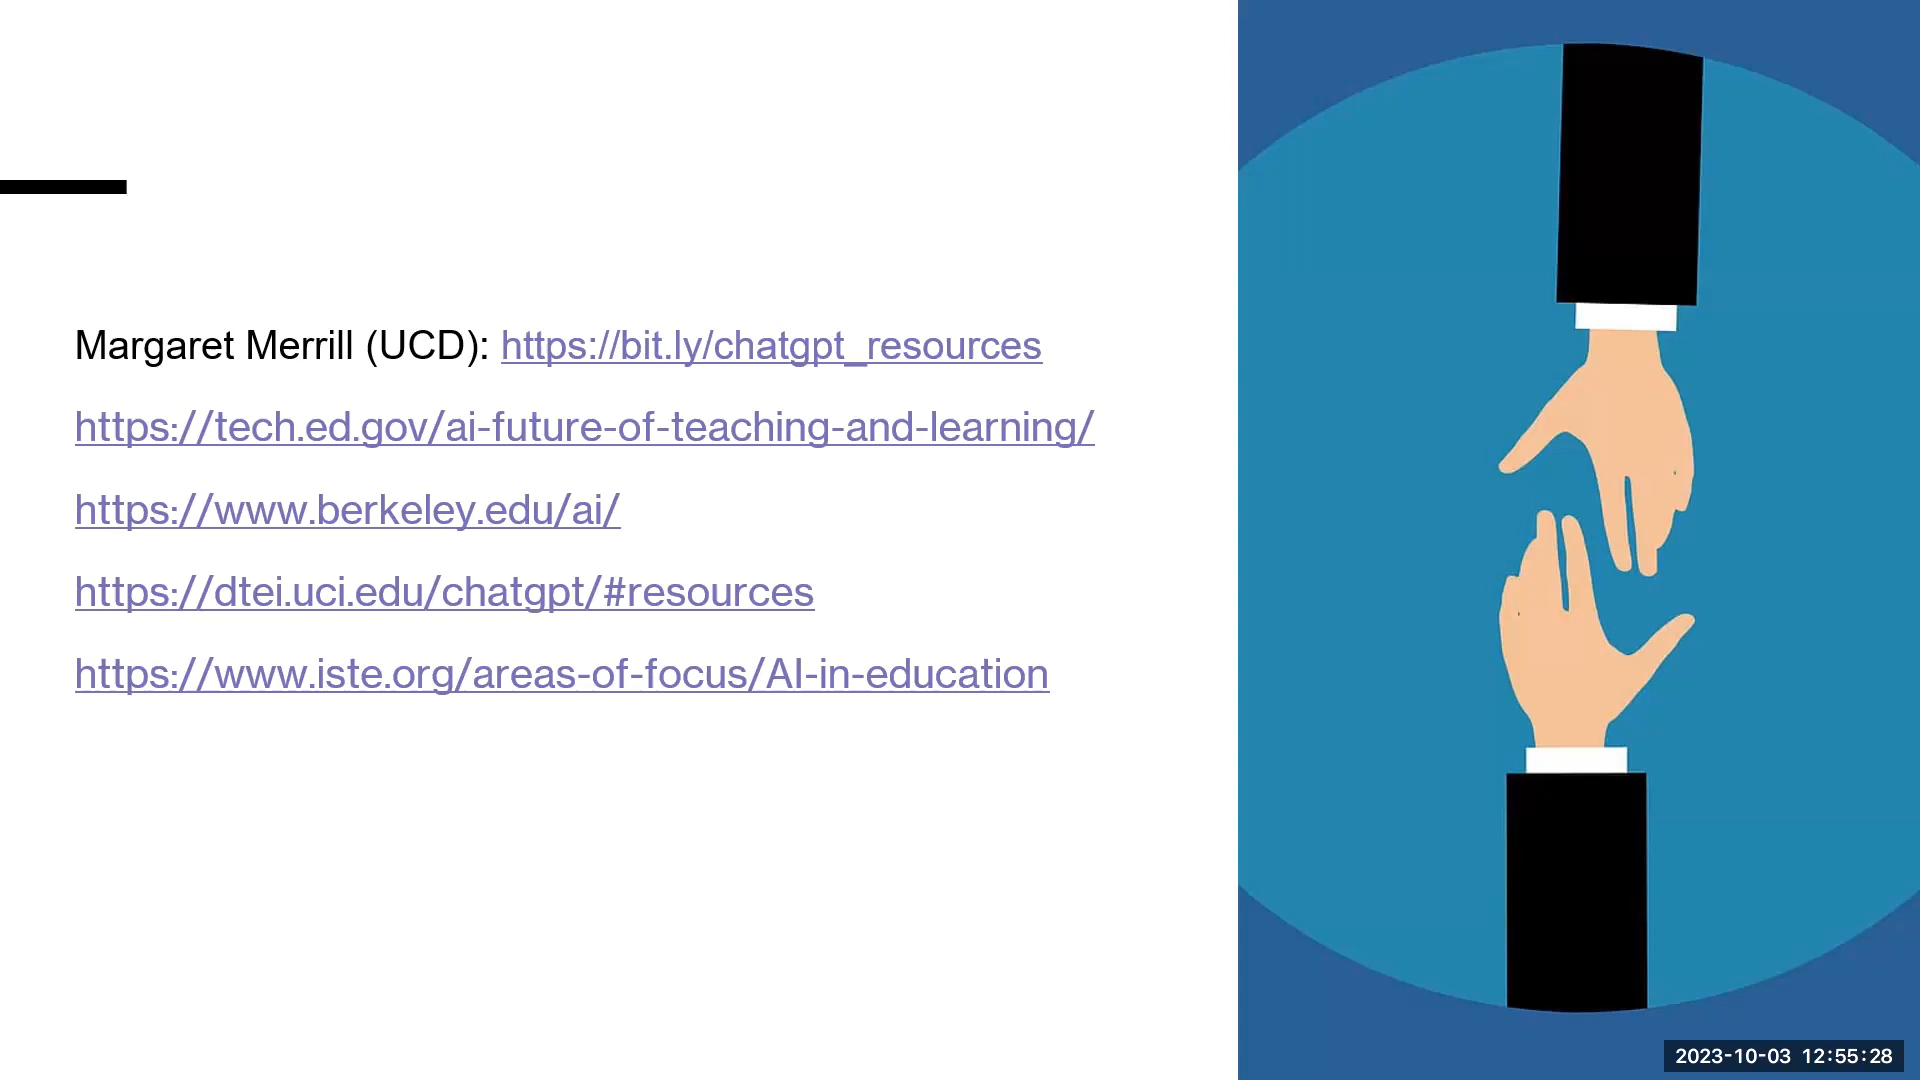 Margaret Merrill (UCD): https://bit.ly/chatgpt_resources
https://tech.ed.gov/ai-future-of-teaching-and-learning/
https://www.berkeley.edu/ai/
https://dtei.uci.edu/chatgpt/#resources
https://www.iste.org/areas-of-focus/AI-in-education
2023-10-03 12:55:28